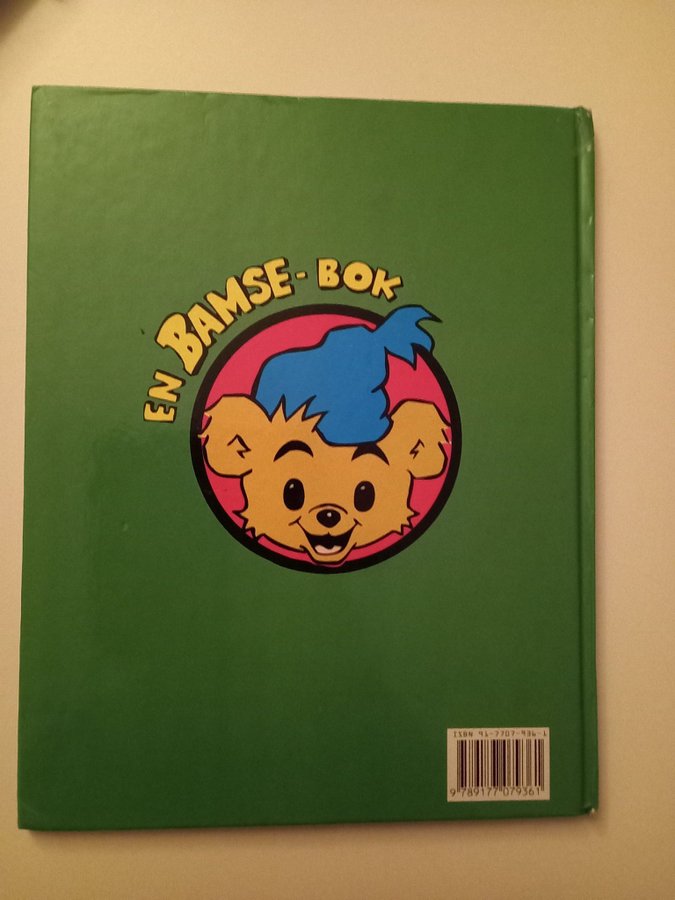 EN BAMSE-BOK
ISBN 91-7707-936-1
9 789177 079361